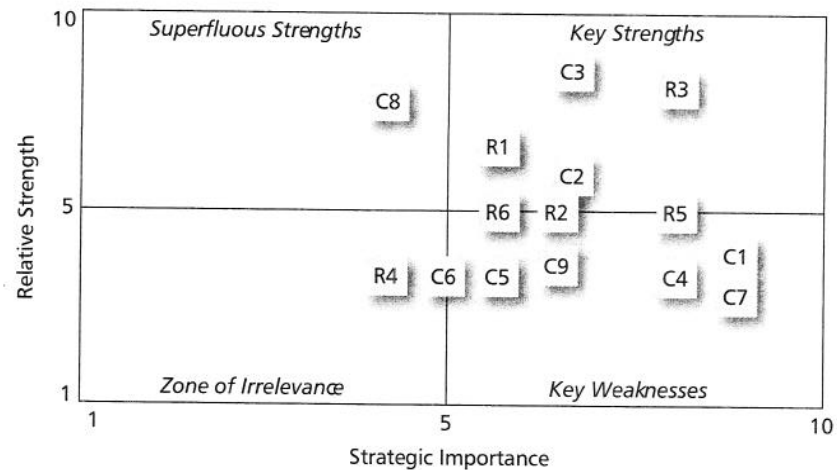 10
Superfluous Strengths
Key Strengths
C3
R3
C8
R1
C2
Relative Strength
5
R6
R2
R5
C1
C9
R4
C6
C5
C4
C7
Zone of Irrelevance
Key Weaknesses
1
1
5
10
Strategic Importance